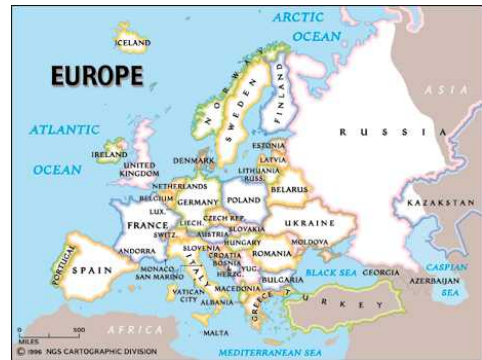 ARCTIC
OCEAN
ICELAND
EUROPE
NORWAY
SWEDEN
FINLAND
RUSSIA
ASIA
ATLANTIC
OCEAN
ESTONIA
LATVIA
LITHUANIA
RUSS.
DENMARK
IRELAND
UNITED
KINGDOM
NETHERLANDS
BELGIUM
LUX.
GERMANY
POLAND
BELARUS
KAZAKSTAN
FRANCE
LIECH.
SWITZ.
CZECH REP.
SLOVAKIA
AUSTRIA
HUNGARY
UKRAINE
MOLDOVA
ROMANIA
SLOVENIA
CROATIA
BOSNIA
HERZG.
YUG.
BULGARIA
ANDORRA
MONACO
SAN MARINO
ITALY
PORTUGAL
SPAIN
VATICAN
CITY
ALBANIA
MACEDONIA
GREECE
TURKEY
BLACK SEA
GEORGIA
AZERBAIJAN
CASPIAN
SEA
MALTA
AFRICA
MEDITERRANEAN SEA
0 500
MILES
© 1996 NGS CARTOGRAPHIC DIVISION